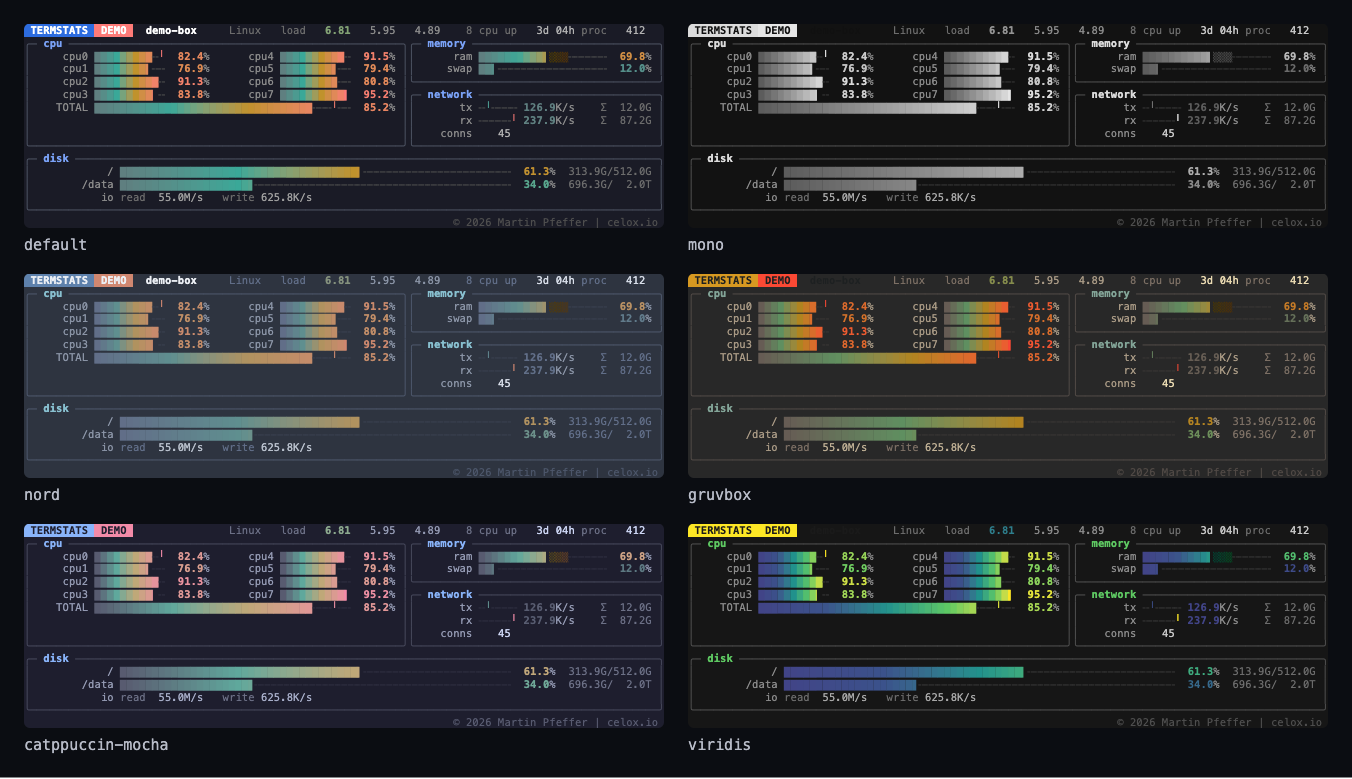 TERMSTATS DEMO demo-box Linux load 6.81 5.95 4.89 8 cpu up 3d 04h proc 412
cpu
cpu0 82.4% cpu4 91.5%
cpu1 76.9% cpu5 79.4%
cpu2 91.3% cpu6 80.8%
cpu3 83.8% cpu7 95.2%
TOTAL 85.2%
memory
ram 69.8%
swap 12.0%
network
tx 126.9K/s Σ 12.0G
rx 237.9K/s Σ 87.2G
conns 45
disk
/ 61.3% 313.9G/512.0G
/data 34.0% 696.3G/ 2.0T
io read 55.0M/s write 625.8K/s
© 2026 Martin Pfeffer | celox.io
default
TERMSTATS DEMO Linux load 6.81 5.95 4.89 8 cpu up 3d 04h proc 412
cpu
cpu0 82.4% cpu4 91.5%
cpu1 76.9% cpu5 79.4%
cpu2 91.3% cpu6 80.8%
cpu3 83.8% cpu7 95.2%
TOTAL 85.2%
memory
ram 69.8%
swap 12.0%
network
tx 126.9K/s Σ 12.0G
rx 237.9K/s Σ 87.2G
conns 45
disk
/ 61.3% 313.9G/512.0G
/data 34.0% 696.3G/ 2.0T
io read 55.0M/s write 625.8K/s
© 2026 Martin Pfeffer | celox.io
mono
TERMSTATS DEMO demo-box Linux load 6.81 5.95 4.89 8 cpu up 3d 04h proc 412
cpu
cpu0 82.4% cpu4 91.5%
cpu1 76.9% cpu5 79.4%
cpu2 91.3% cpu6 80.8%
cpu3 83.8% cpu7 95.2%
TOTAL 85.2%
memory
ram 69.8%
swap 12.0%
network
tx 126.9K/s Σ 12.0G
rx 237.9K/s Σ 87.2G
conns 45
disk
/ 61.3% 313.9G/512.0G
/data 34.0% 696.3G/ 2.0T
io read 55.0M/s write 625.8K/s
© 2026 Martin Pfeffer | celox.io
nord
TERMSTATS DEMO demo-box Linux load 6.81 5.95 4.89 8 cpu up 3d 04h proc 412
cpu
cpu0 82.4% cpu4 91.5%
cpu1 76.9% cpu5 79.4%
cpu2 91.3% cpu6 80.8%
cpu3 83.8% cpu7 95.2%
TOTAL 85.2%
memory
ram 69.8%
swap 12.0%
network
tx 126.9K/s Σ 12.0G
rx 237.9K/s Σ 87.2G
conns 45
disk
/ 61.3% 313.9G/512.0G
/data 34.0% 696.3G/ 2.0T
io read 55.0M/s write 625.8K/s
© 2026 Martin Pfeffer | celox.io
gruvbox
TERMSTATS DEMO Linux load 6.81 5.95 4.89 8 cpu up 3d 04h proc 412
cpu
cpu0 82.4% cpu4 91.5%
cpu1 76.9% cpu5 79.4%
cpu2 91.3% cpu6 80.8%
cpu3 83.8% cpu7 95.2%
TOTAL 85.2%
memory
ram 69.8%
swap 12.0%
network
tx 126.9K/s Σ 12.0G
rx 237.9K/s Σ 87.2G
conns 45
disk
/ 61.3% 313.9G/512.0G
/data 34.0% 696.3G/ 2.0T
io read 55.0M/s write 625.8K/s
© 2026 Martin Pfeffer | celox.io
catppuccin-mocha
TERMSTATS DEMO Linux load 6.81 5.95 4.89 8 cpu up 3d 04h proc 412
cpu
cpu0 82.4% cpu4 91.5%
cpu1 76.9% cpu5 79.4%
cpu2 91.3% cpu6 80.8%
cpu3 83.8% cpu7 95.2%
TOTAL 85.2%
memory
ram 69.8%
swap 12.0%
network
tx 126.9K/s Σ 12.0G
rx 237.9K/s Σ 87.2G
conns 45
disk
/ 61.3% 313.9G/512.0G
/data 34.0% 696.3G/ 2.0T
io read 55.0M/s write 625.8K/s
© 2026 Martin Pfeffer | celox.io
viridis